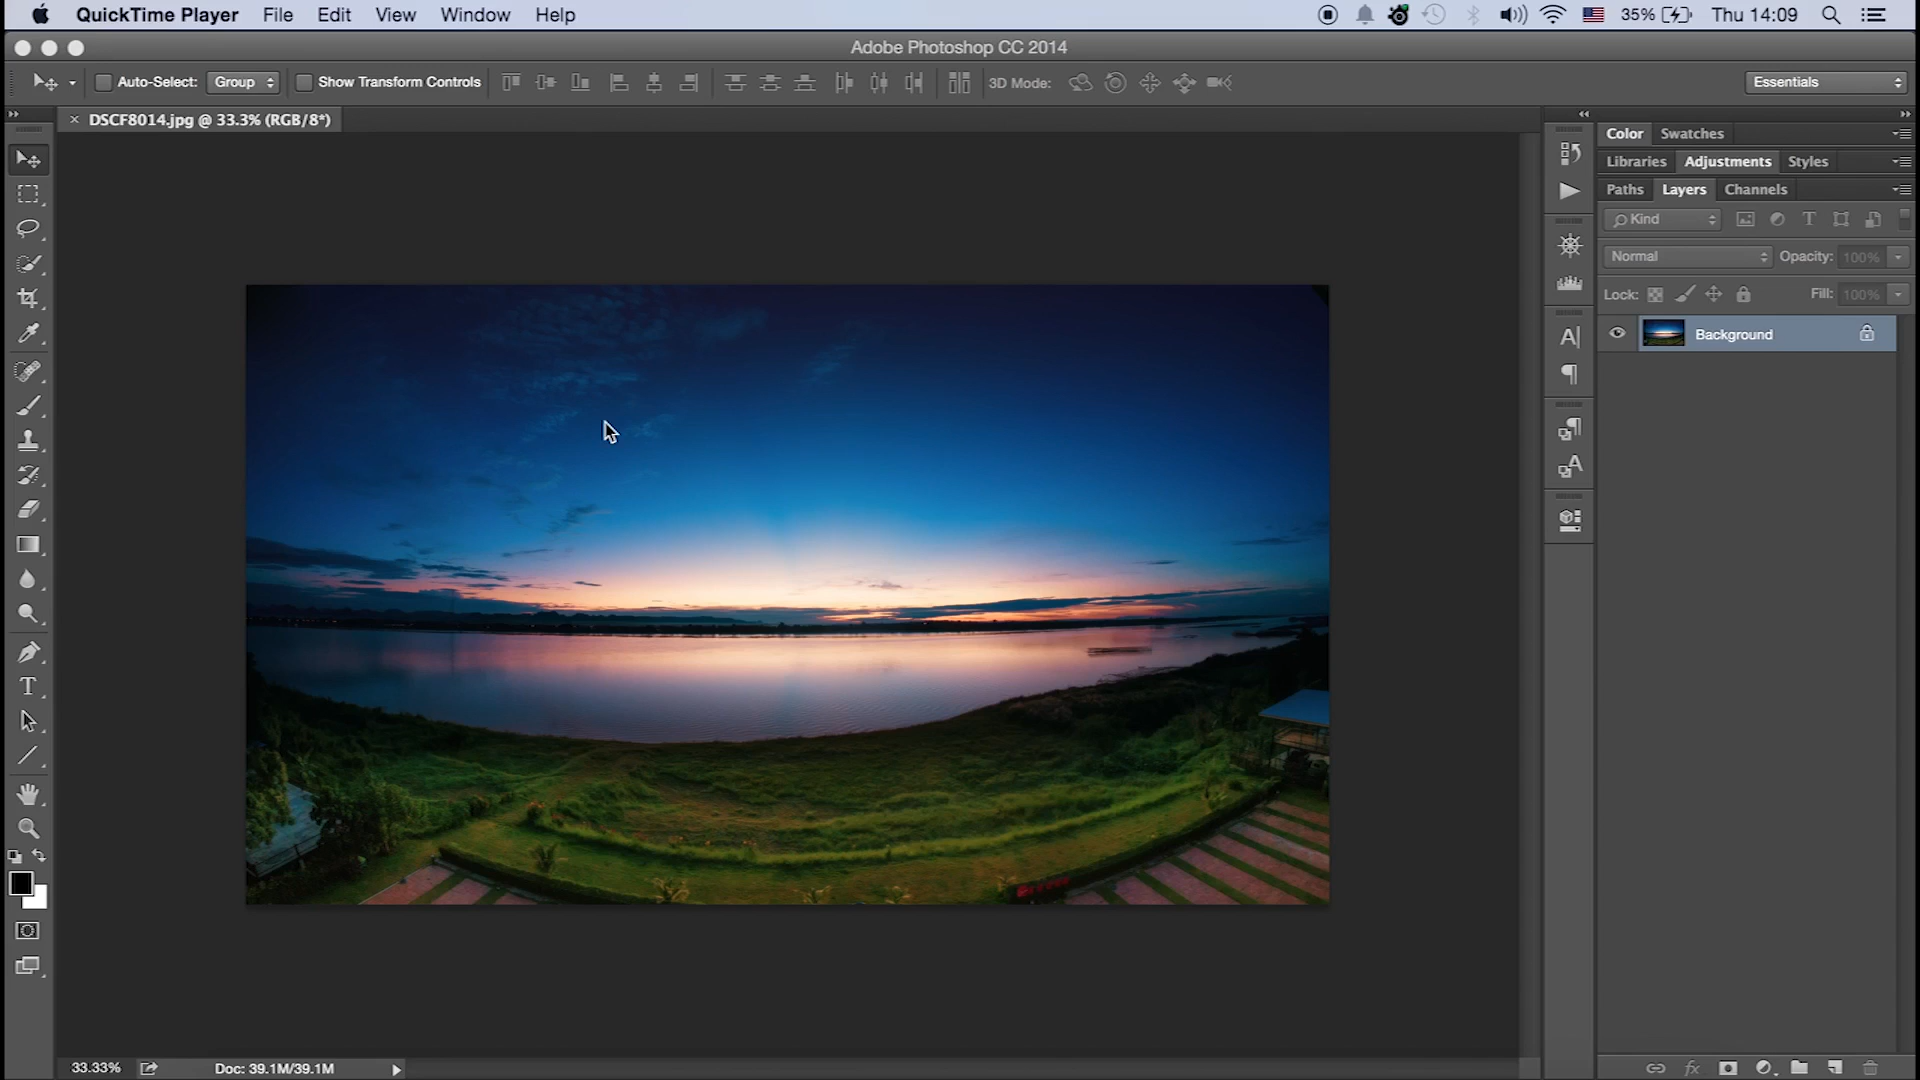 QuickTime Player File Edit View Window Help 35% Thu 14:09
Adobe Photoshop CC 2014
Auto-Select: Group Show Transform Controls 3D Mode: Essentials
× DSCF8014.jpg @ 33.3% (RGB/8*)
Color Swatches
Libraries Adjustments Styles
Paths Layers Channels
Kind
Normal Opacity: 100%
Lock: Fill: 100%
Background
33.33% Doc: 39.1M/39.1M